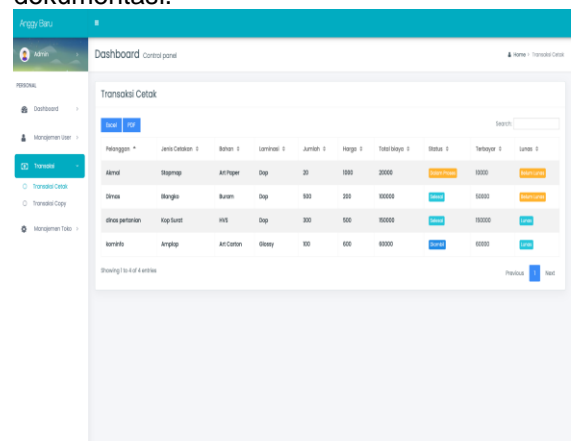 dokumentasi.
Anggy Baru
Admin
Dashboard Control panel
Home > Transaksi Cetak
PERSONAL
Dashboard
Manajemen User
Transaksi
Transaksi Cetak
Transaksi Copy
Manajemen Toko
Transaksi Cetak
Excel PDF
Search:
Pelanggan Jenis Cetakan Bahan Laminasi Jumlah Harga Total biaya Status Terbayar Lunas
Akmal Stopmap Art Paper Dop 20 1000 20000 Dalam Proses 10000 Belum Lunas
Dimas Blangko Buram Dop 500 200 100000 Selesai 50000 Belum Lunas
dinas pertanian Kop Surat HVS Dop 300 500 150000 Selesai 150000 Lunas
kominfo Amplop Art Carton Glossy 100 600 60000 Diambil 60000 Lunas
Showing 1 to 4 of 4 entries
Previous 1 Next